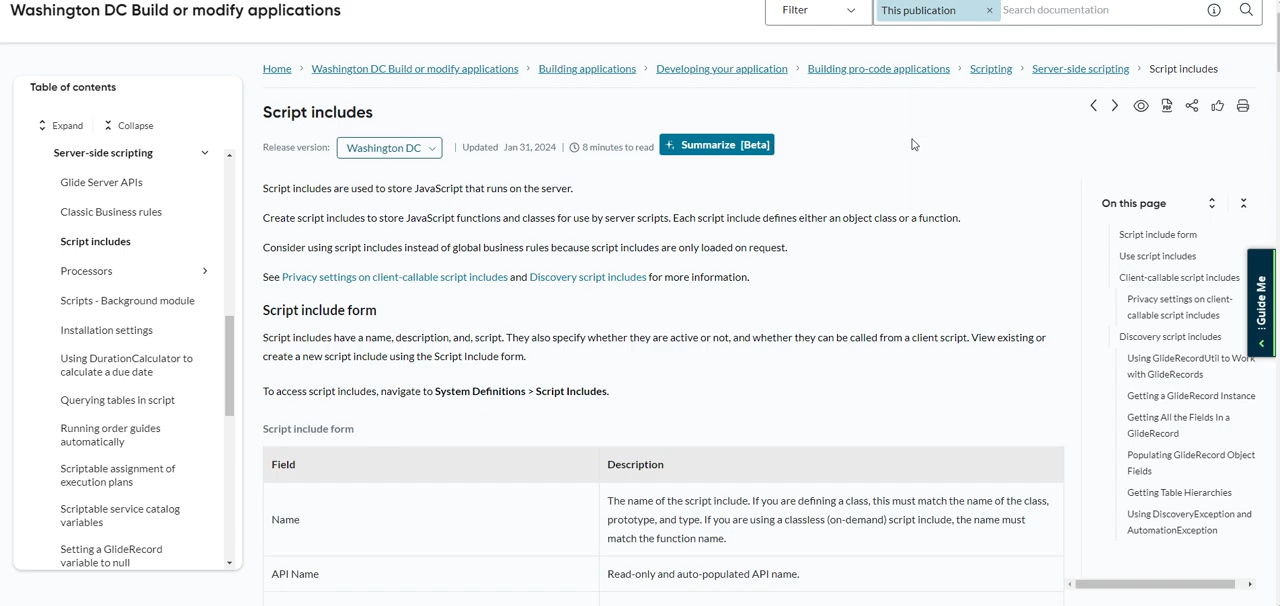 Washington DC Build or modify applications
Filter
This publication ×
Search documentation
Table of contents
Expand
Collapse
Server-side scripting
Glide Server APIs
Classic Business rules
Script includes
Processors
Scripts - Background module
Installation settings
Using DurationCalculator to
calculate a due date
Querying tables in script
Running order guides
automatically
Scriptable assignment of
execution plans
Scriptable service catalog
variables
Setting a GlideRecord
variable to null
Home > Washington DC Build or modify applications > Building applications > Developing your application > Building pro-code applications > Scripting > Server-side scripting > Script includes
Script includes
Release version: Washington DC | Updated Jan 31, 2024 | 8 minutes to read Summarize [Beta]
Script includes are used to store JavaScript that runs on the server.
Create script includes to store JavaScript functions and classes for use by server scripts. Each script include defines either an object class or a function.
Consider using script includes instead of global business rules because script includes are only loaded on request.
See Privacy settings on client-callable script includes and Discovery script includes for more information.
Script include form
Script includes have a name, description, and, script. They also specify whether they are active or not, and whether they can be called from a client script. View existing or
create a new script include using the Script Include form.
To access script includes, navigate to System Definitions > Script Includes.
Script include form
Field
Description
Name
The name of the script include. If you are defining a class, this must match the name of the class,
prototype, and type. If you are using a classless (on-demand) script include, the name must
match the function name.
API Name
Read-only and auto-populated API name.
PDF
On this page
Script include form
Use script includes
Client-callable script includes
Privacy settings on client-
callable script includes
Discovery script includes
Using GlideRecordUtil to Work
with GlideRecords
Getting a GlideRecord Instance
Getting All the Fields In a
GlideRecord
Populating GlideRecord Object
Fields
Getting Table Hierarchies
Using DiscoveryException and
AutomationException
Guide Me